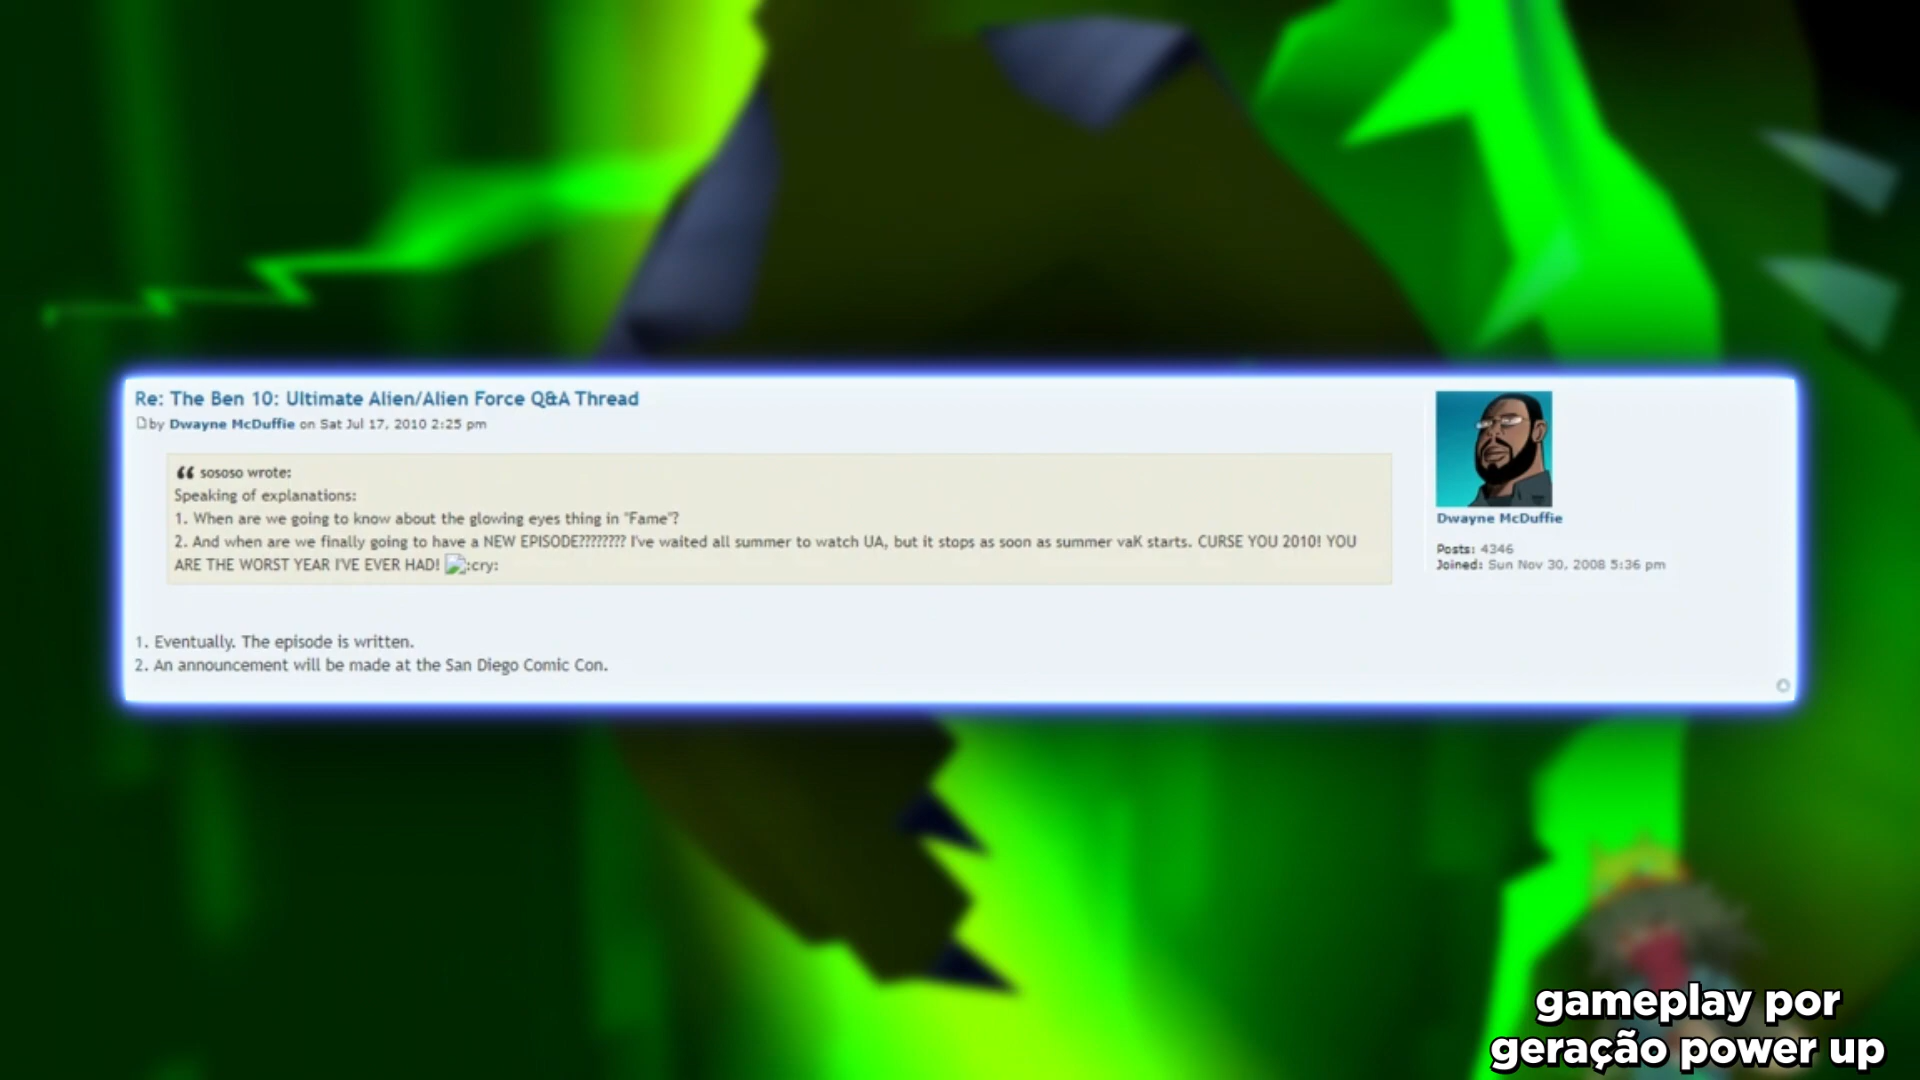 Re: The Ben 10: Ultimate Alien/Alien Force Q&A Thread
by Dwayne McDuffie on Sat Jul 17, 2010 2:25 pm
sososo wrote:
Speaking of explanations:
1. When are we going to know about the glowing eyes thing in "Fame"?
2. And when are we finally going to have a NEW EPISODE???????? I've waited all summer to watch UA, but it stops as soon as summer vaK starts. CURSE YOU 2010! YOU
ARE THE WORST YEAR I'VE EVER HAD! :cry:
1. Eventually. The episode is written.
2. An announcement will be made at the San Diego Comic Con.
Dwayne McDuffie
Posts: 4346
Joined: Sun Nov 30, 2008 5:36 pm
gameplay por
geração power up